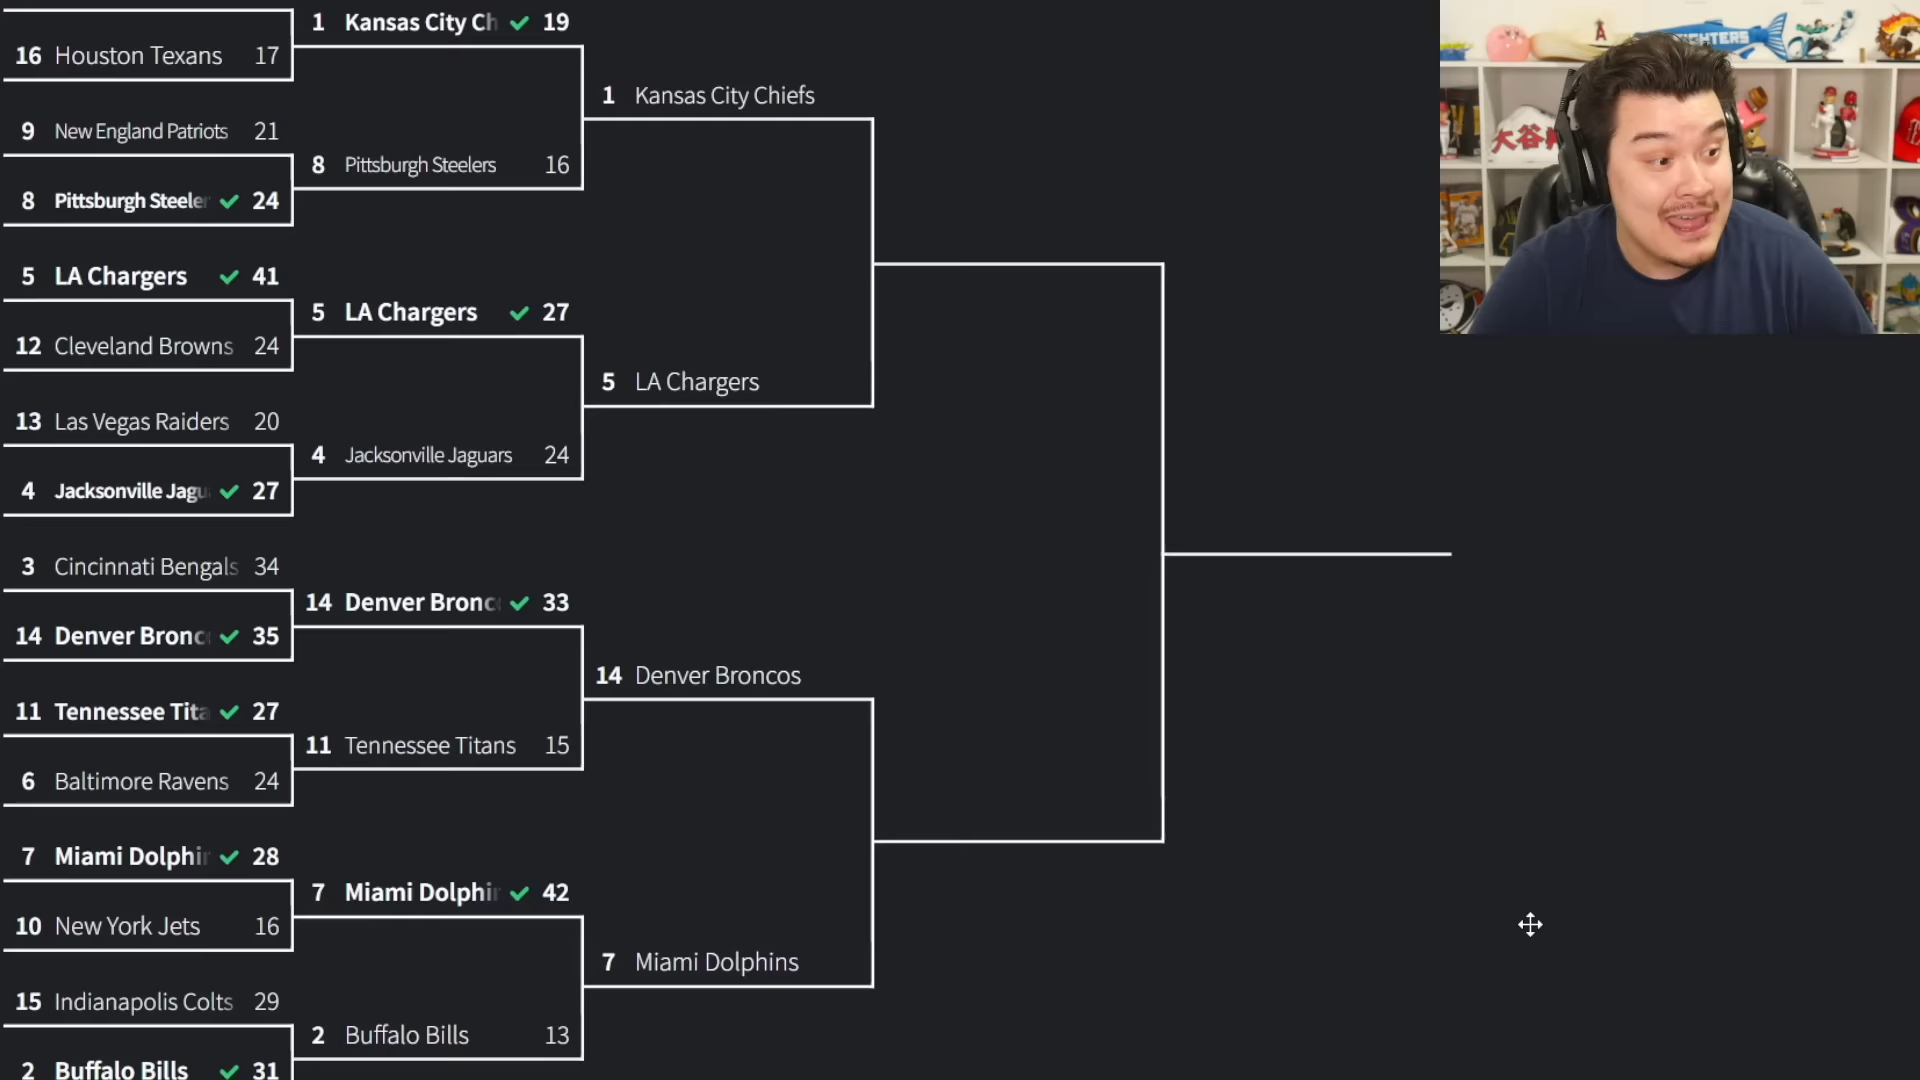 16 Houston Texans 17
9 New England Patriots 21
8 Pittsburgh Steeler 24
5 LA Chargers 41
12 Cleveland Browns 24
13 Las Vegas Raiders 20
4 Jacksonville Jagu 27
3 Cincinnati Bengals 34
14 Denver Bronc 35
11 Tennessee Tita 27
6 Baltimore Ravens 24
7 Miami Dolphi 28
10 New York Jets 16
15 Indianapolis Colts 29
2 Buffalo Bills 31
1 Kansas City Ch 19
8 Pittsburgh Steelers 16
5 LA Chargers 27
4 Jacksonville Jaguars 24
14 Denver Bronc 33
11 Tennessee Titans 15
7 Miami Dolphi 42
2 Buffalo Bills 13
1 Kansas City Chiefs
5 LA Chargers
14 Denver Broncos
7 Miami Dolphins
FIGHTERS
大谷翔